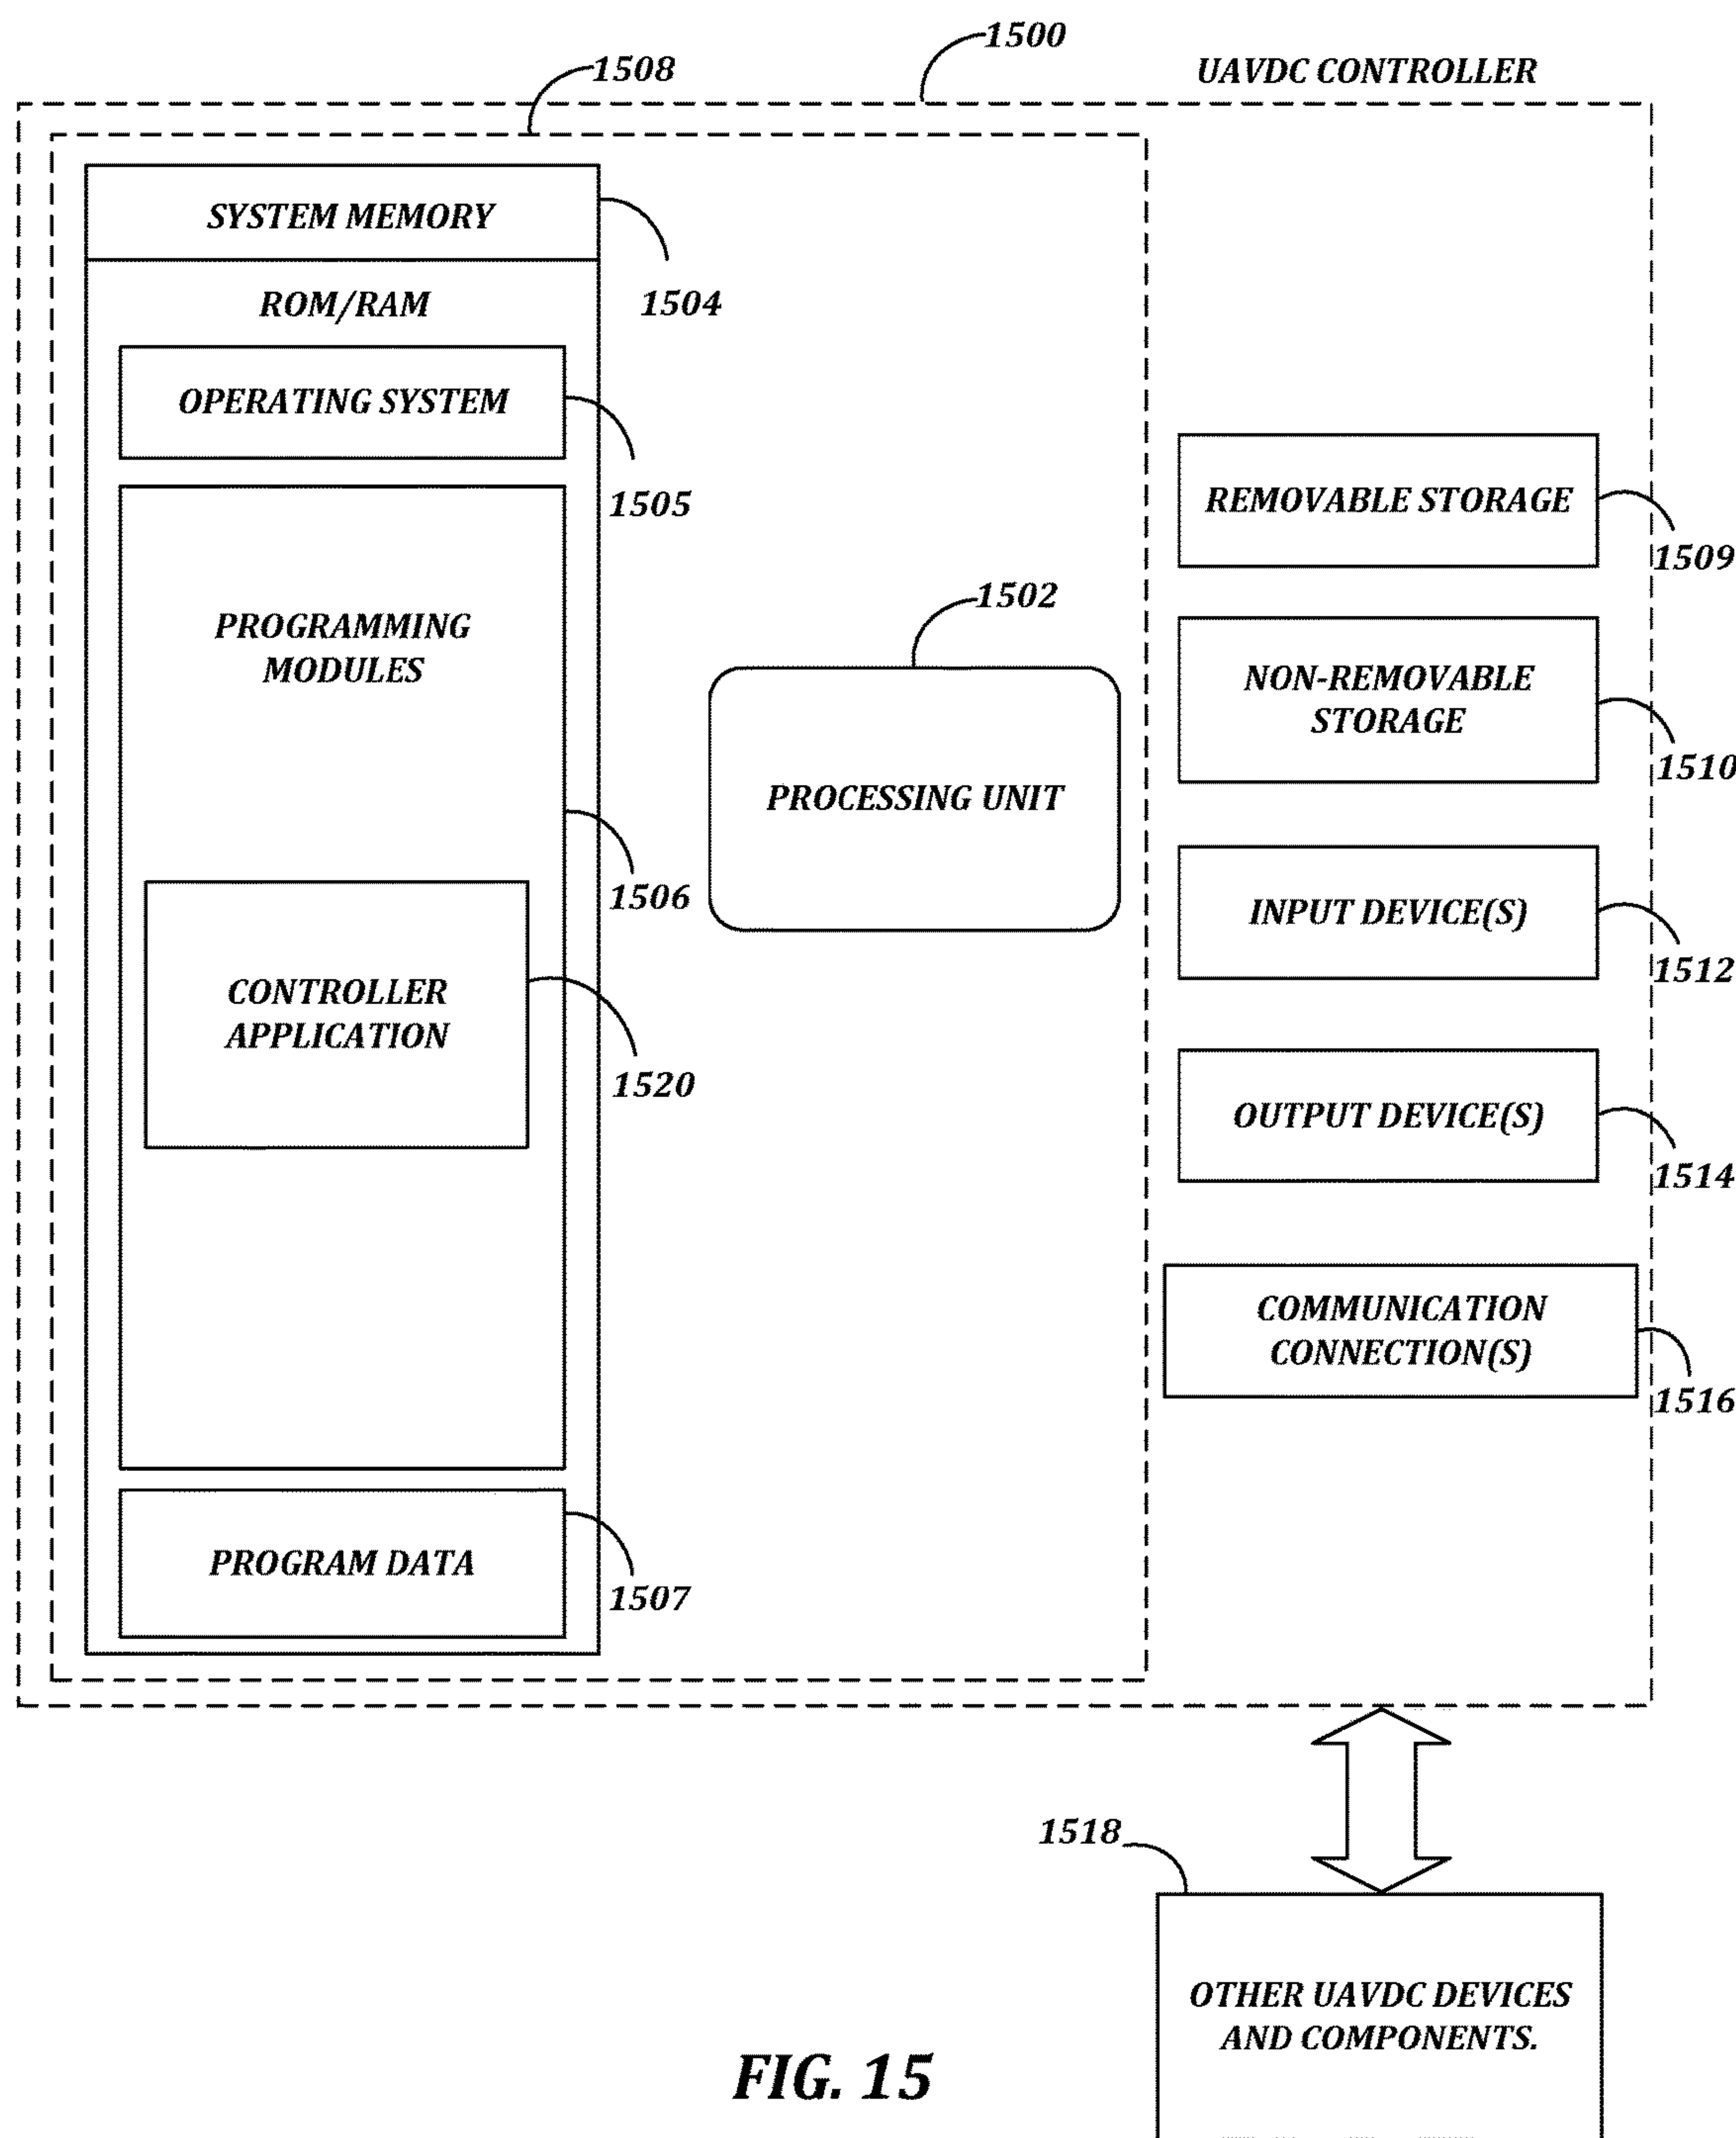 1500
1508
UAVDC CONTROLLER
SYSTEM MEMORY
1504
ROM/RAM
OPERATING SYSTEM
1505
PROGRAMMING
MODULES
1506
CONTROLLER
APPLICATION
1520
PROGRAM DATA
1507
1502
PROCESSING UNIT
REMOVABLE STORAGE
1509
NON-REMOVABLE
STORAGE
1510
INPUT DEVICE(S)
1512
OUTPUT DEVICE(S)
1514
COMMUNICATION
CONNECTION(S)
1516
1518
OTHER UAVDC DEVICES
AND COMPONENTS.
FIG. 15